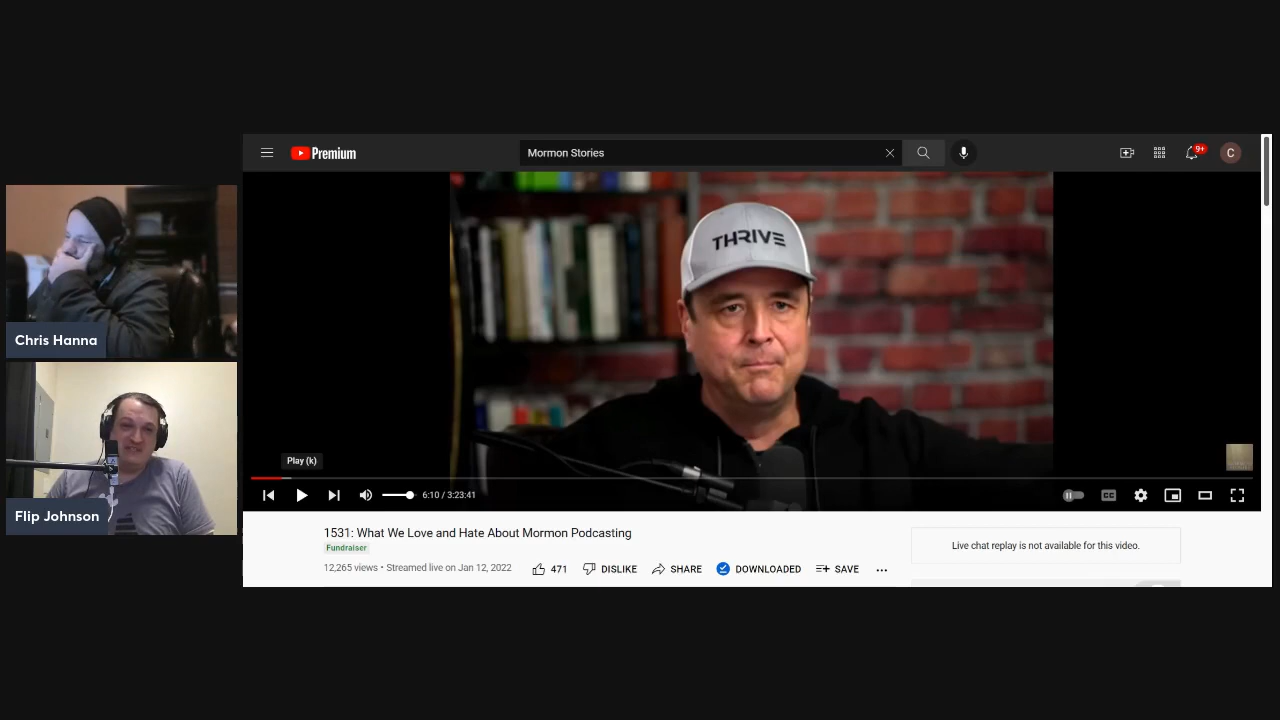 Premium
Mormon Stories
9+
C
THRIVE
Chris Hanna
Flip Johnson
Play (k)
6:10 / 3:23:41
CC
1531: What We Love and Hate About Mormon Podcasting
Fundraiser
12,265 views • Streamed live on Jan 12, 2022
471
DISLIKE
SHARE
DOWNLOADED
SAVE
Live chat replay is not available for this video.